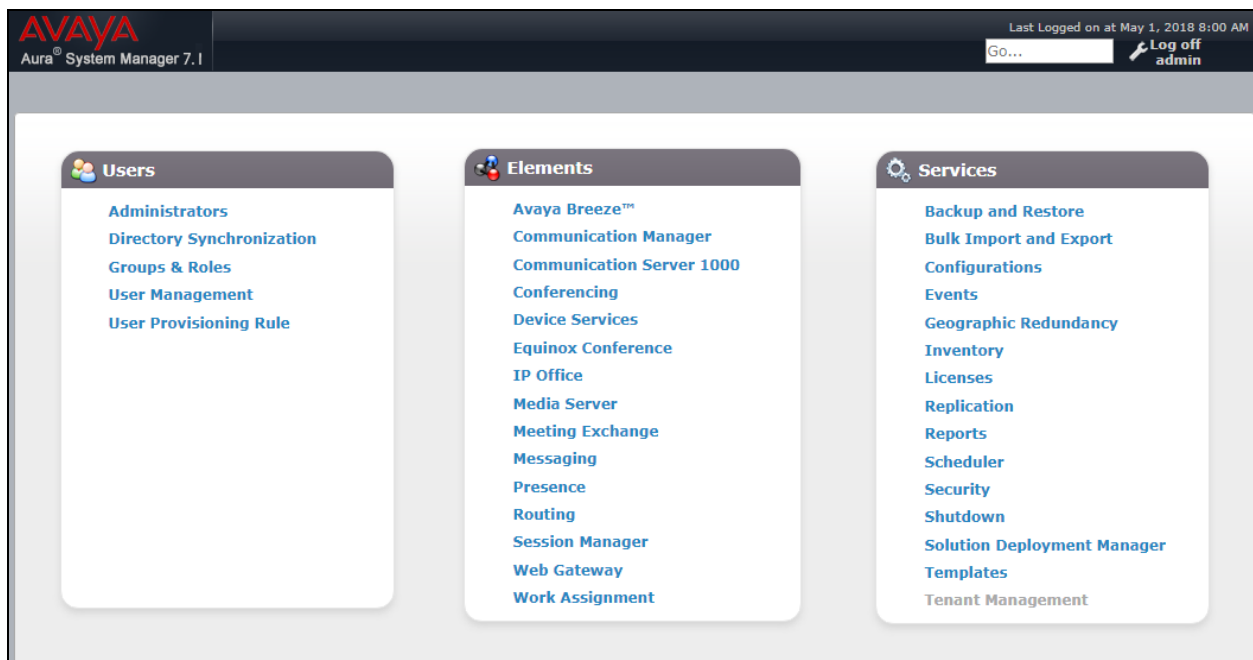 AVAYA
Aura® System Manager 7.1
Last Logged on at May 1, 2018 8:00 AM
Go...
Log off
admin
Users
Administrators
Directory Synchronization
Groups & Roles
User Management
User Provisioning Rule
Elements
Avaya Breeze™
Communication Manager
Communication Server 1000
Conferencing
Device Services
Equinox Conference
IP Office
Media Server
Meeting Exchange
Messaging
Presence
Routing
Session Manager
Web Gateway
Work Assignment
Services
Backup and Restore
Bulk Import and Export
Configurations
Events
Geographic Redundancy
Inventory
Licenses
Replication
Reports
Scheduler
Security
Shutdown
Solution Deployment Manager
Templates
Tenant Management